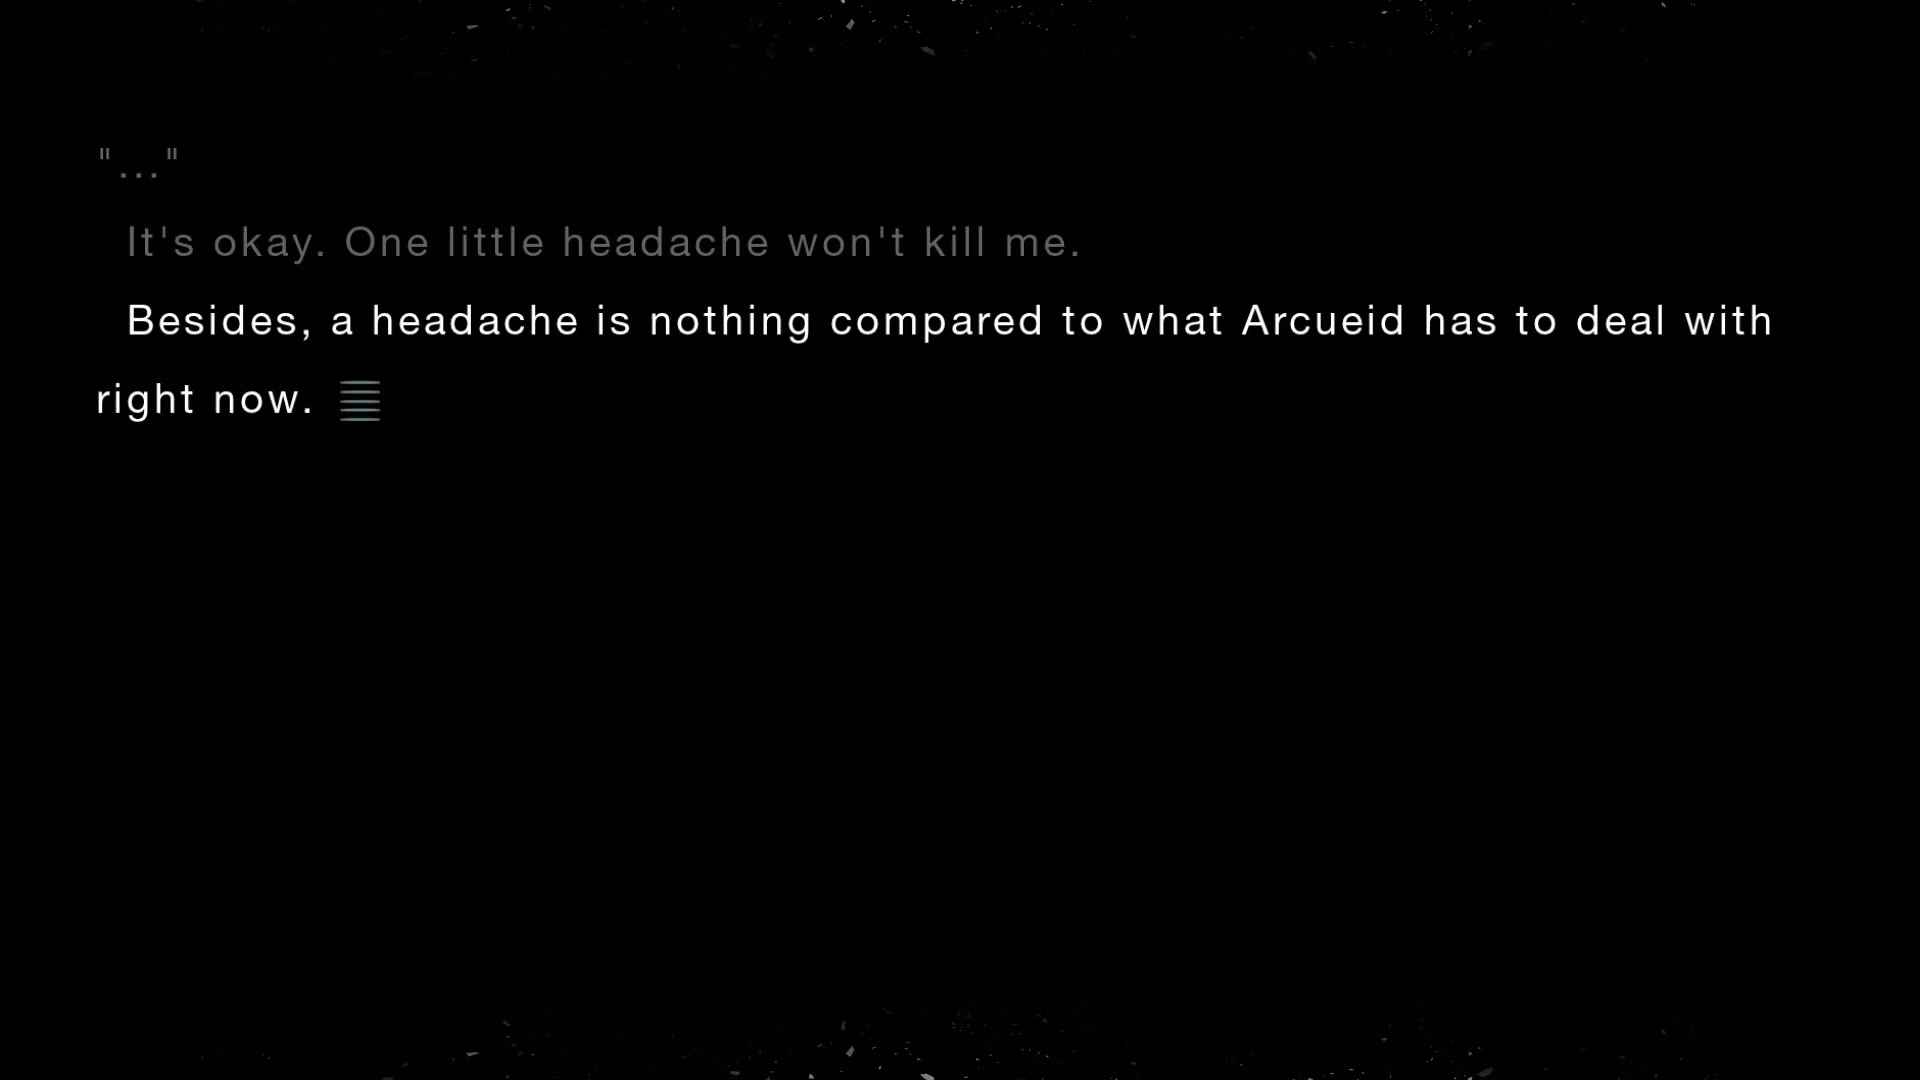 "..."
It's okay. One little headache won't kill me.
Besides, a headache is nothing compared to what Arcueid has to deal with
right now.